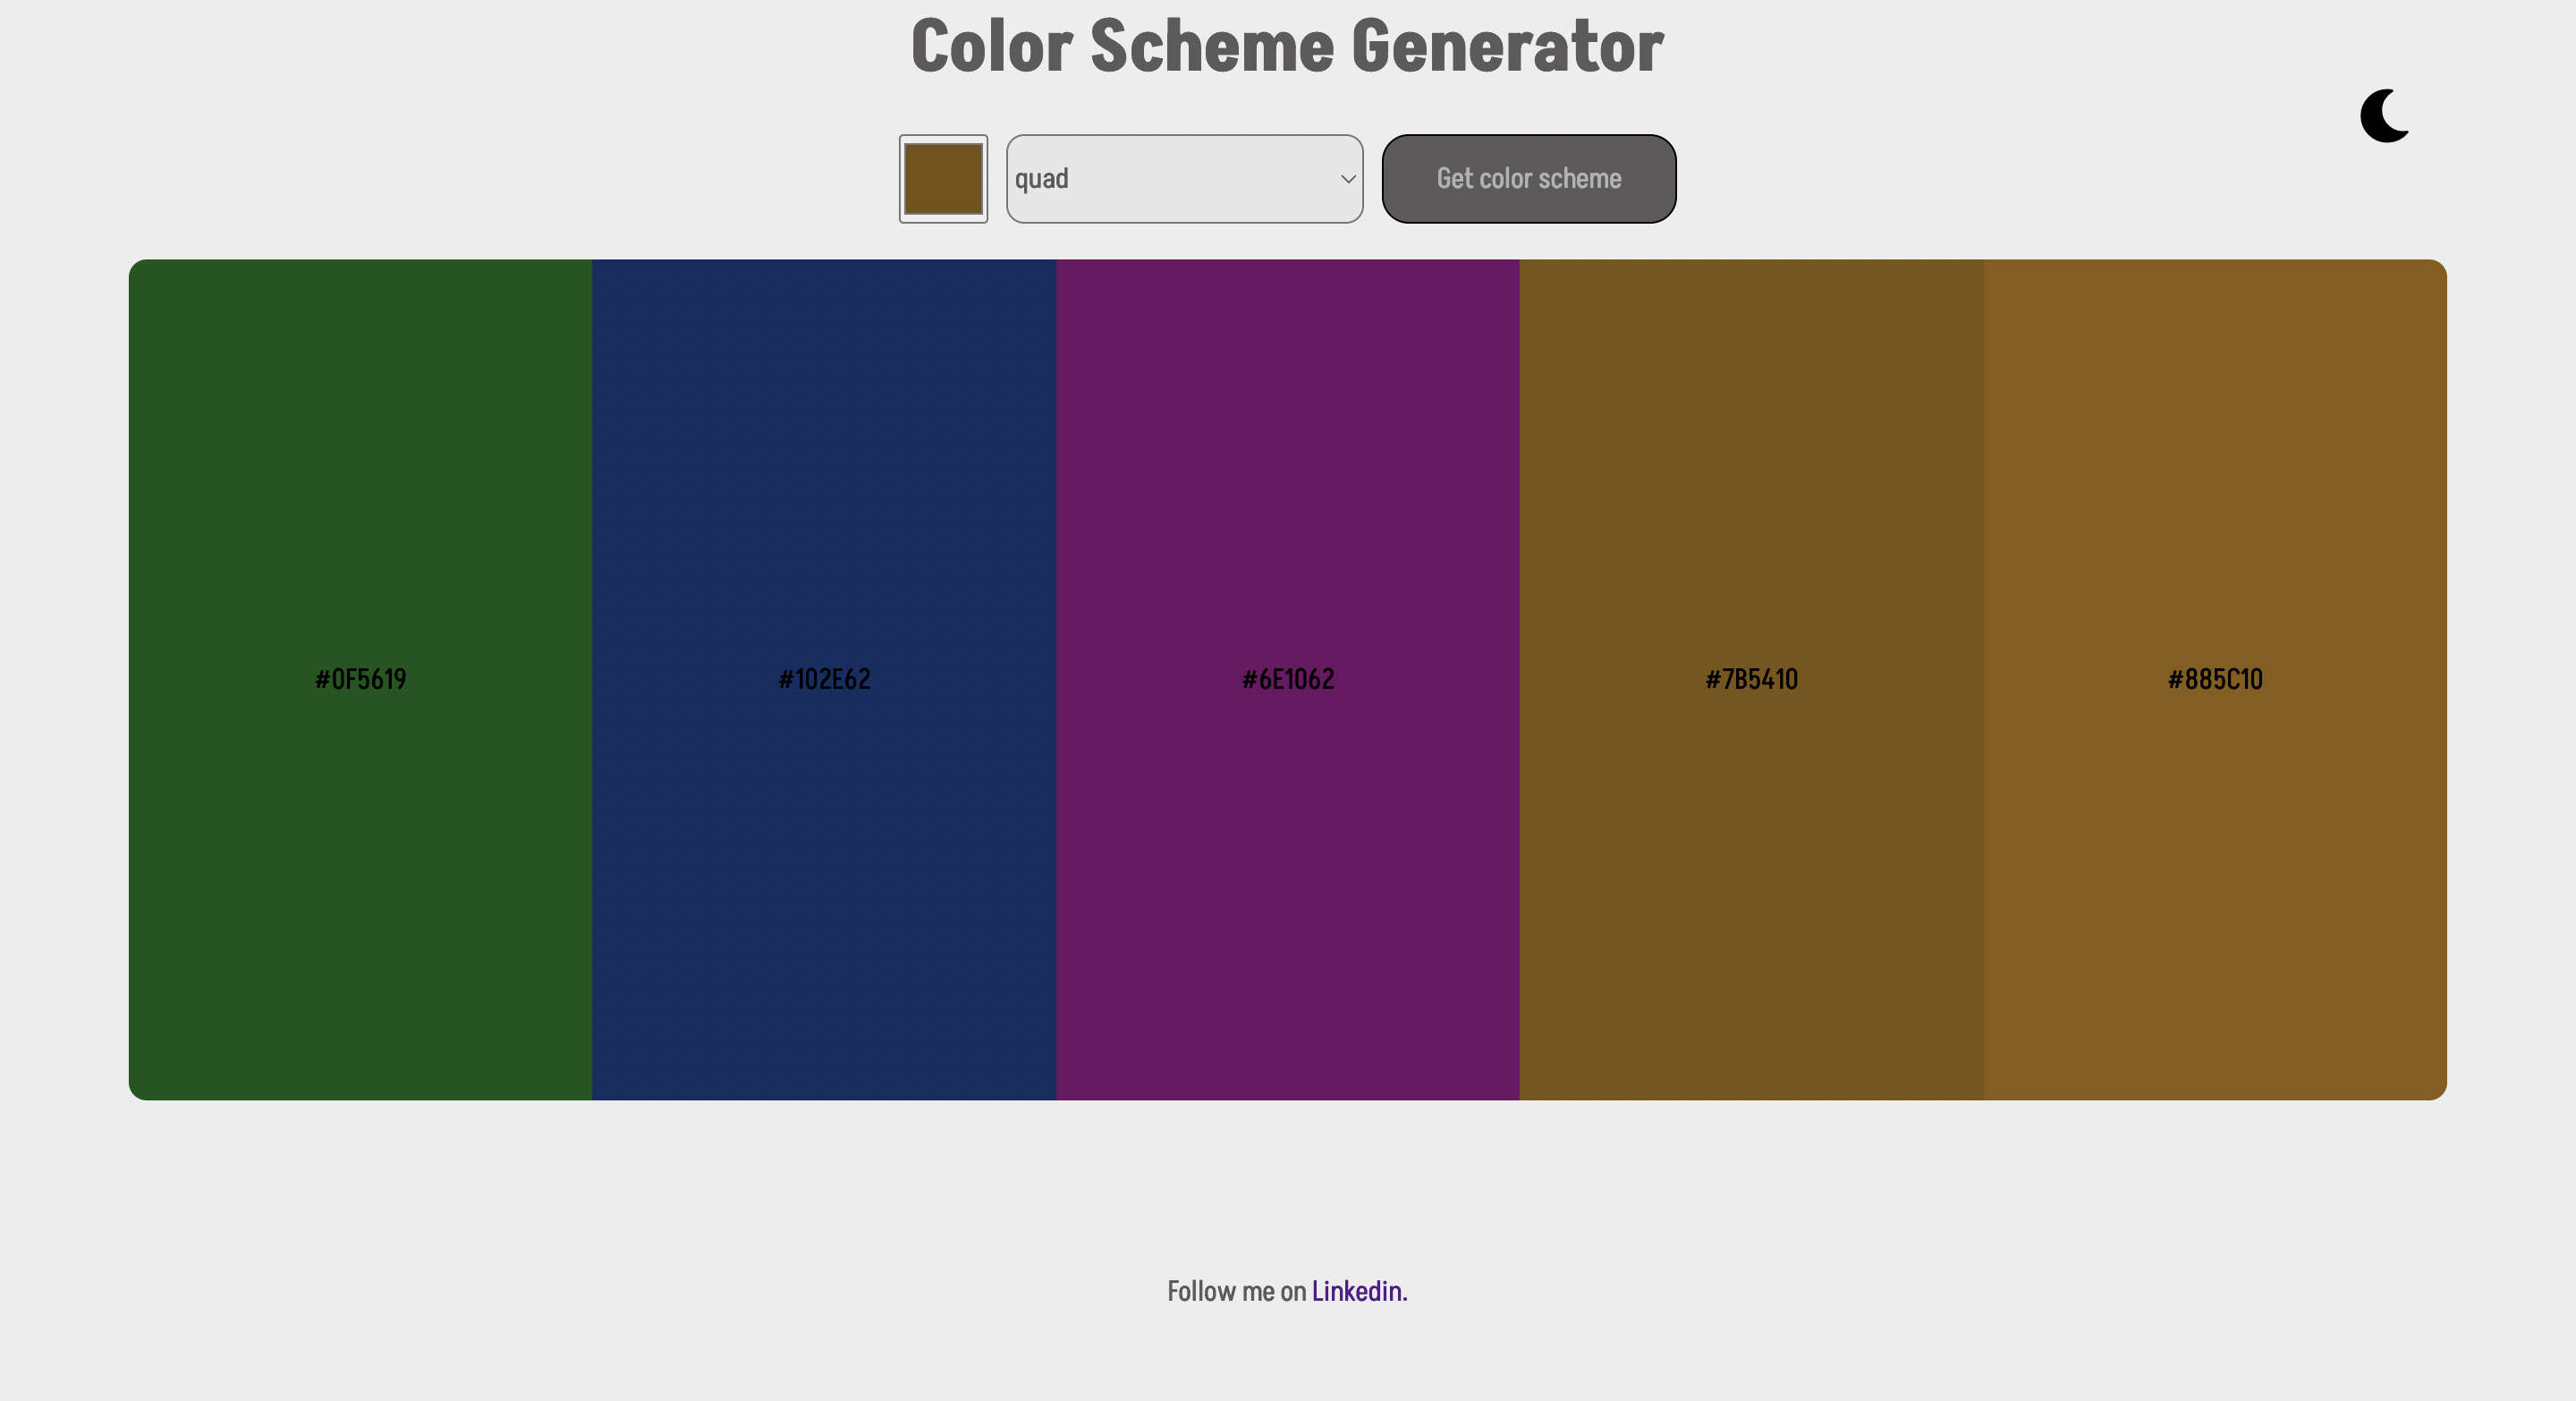 Color Scheme Generator
quad
Get color scheme
#0F5619
#102E62
#6E1062
#7B5410
#885C10
Follow me on Linkedin.